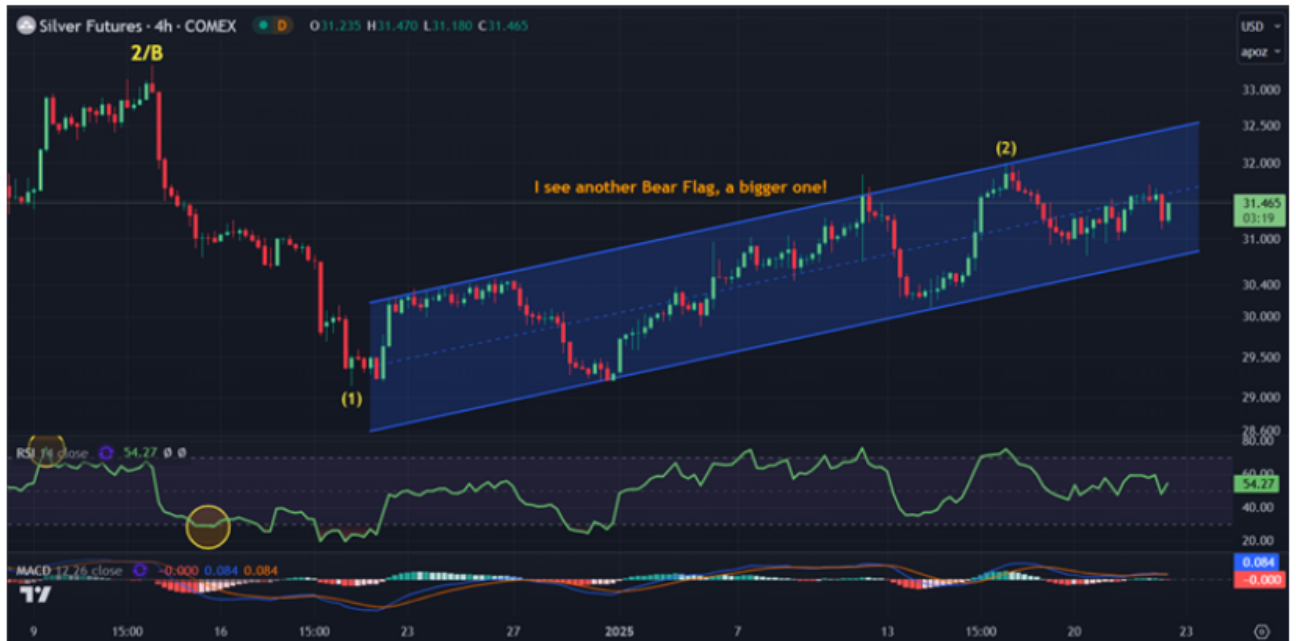 Silver Futures · 4h · COMEX D O31.235 H31.470 L31.180 C31.465
USD
apoz
2/B
33.000
32.500
(2)
32.000
I see another Bear Flag, a bigger one!
31.465
03:19
31.000
30.400
30.000
29.500
(1)
29.000
28.600
80.00
RSI 14 close 54.27 Ø Ø
60.00
54.27
40.00
20.00
MACD 12 26 close -0.000 0.084 0.084
0.084
-0.000
9 15:00 16 15:00 23 27 2025 7 13 15:00 20 23